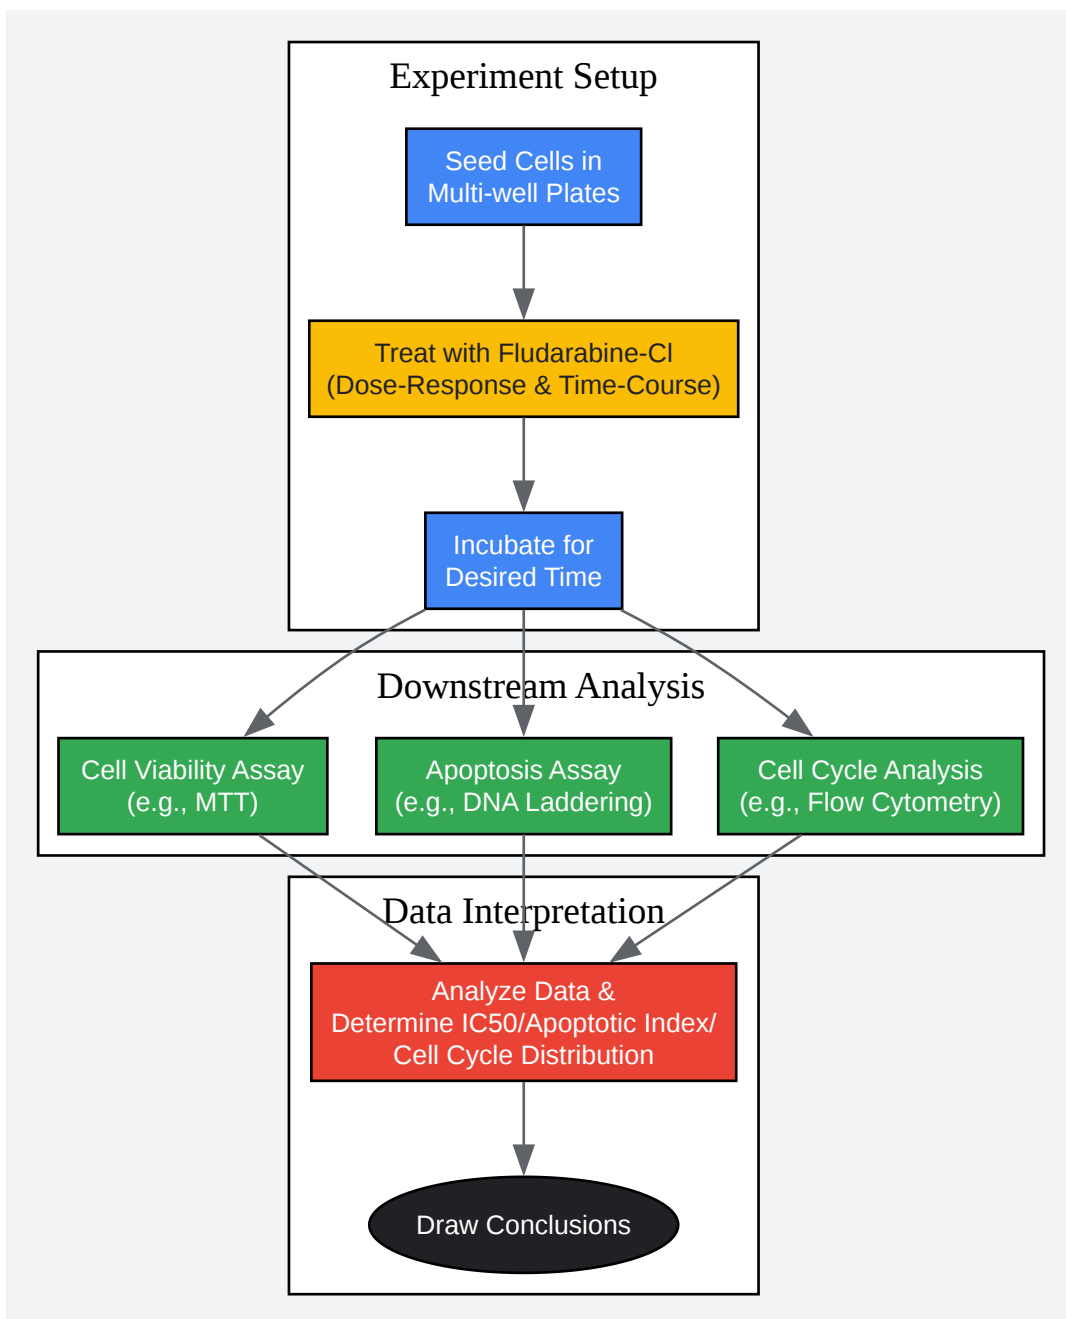 Experiment Setup
Seed Cells in
Multi-well Plates
Treat with Fludarabine-Cl
(Dose-Response & Time-Course)
Incubate for
Desired Time
Downstream Analysis
Cell Viability Assay
(e.g., MTT)
Apoptosis Assay
(e.g., DNA Laddering)
Cell Cycle Analysis
(e.g., Flow Cytometry)
Data Interpretation
Analyze Data &
Determine IC50/Apoptotic Index/
Cell Cycle Distribution
Draw Conclusions